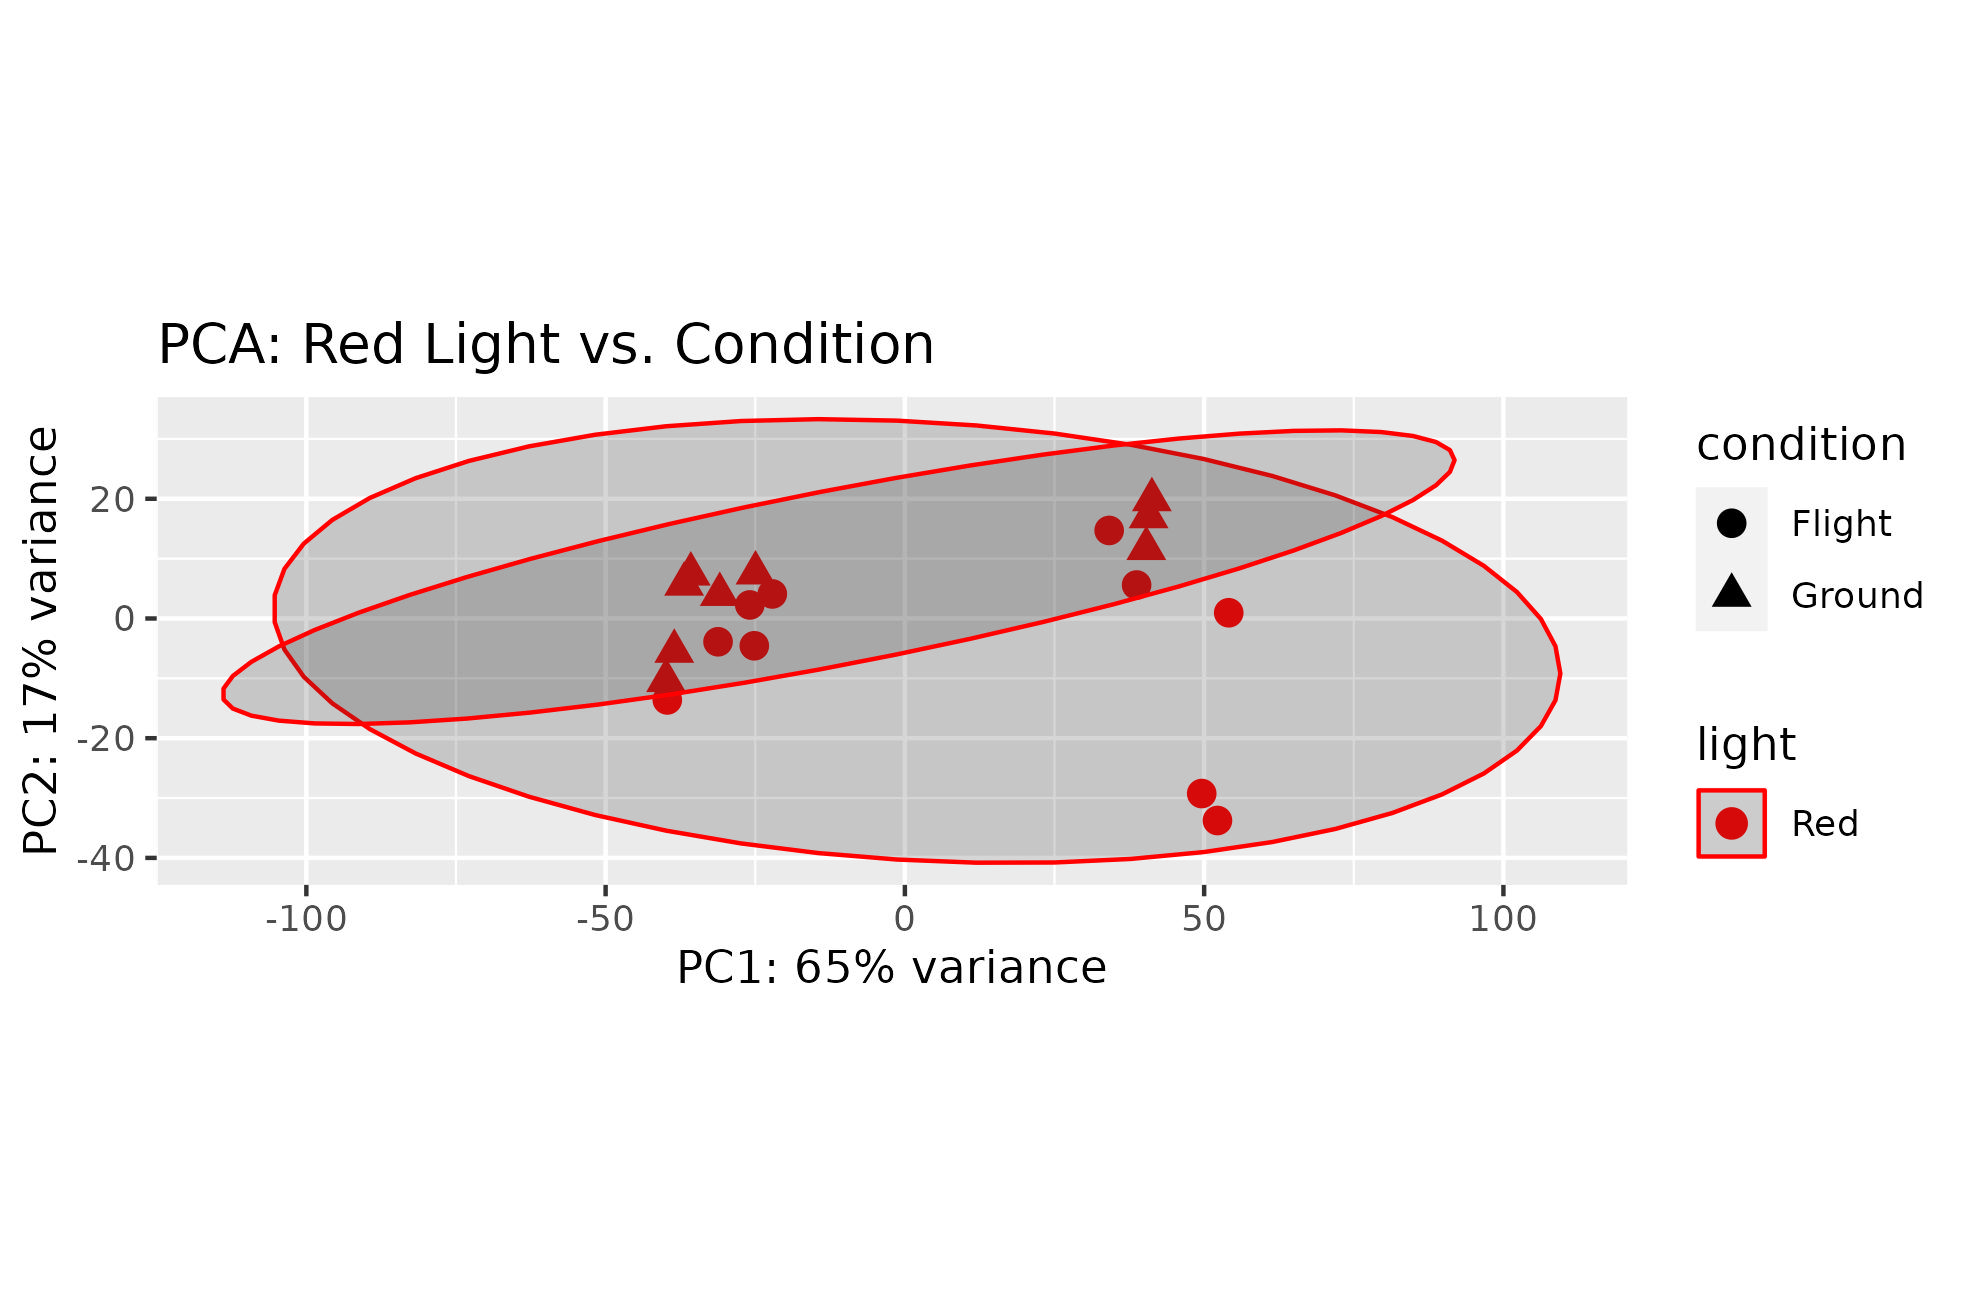 PCA: Red Light vs. Condition
PC2: 17% variance
20
0
-20
-40
-100
-50
0
50
100
PC1: 65% variance
condition
Flight
Ground
light
Red